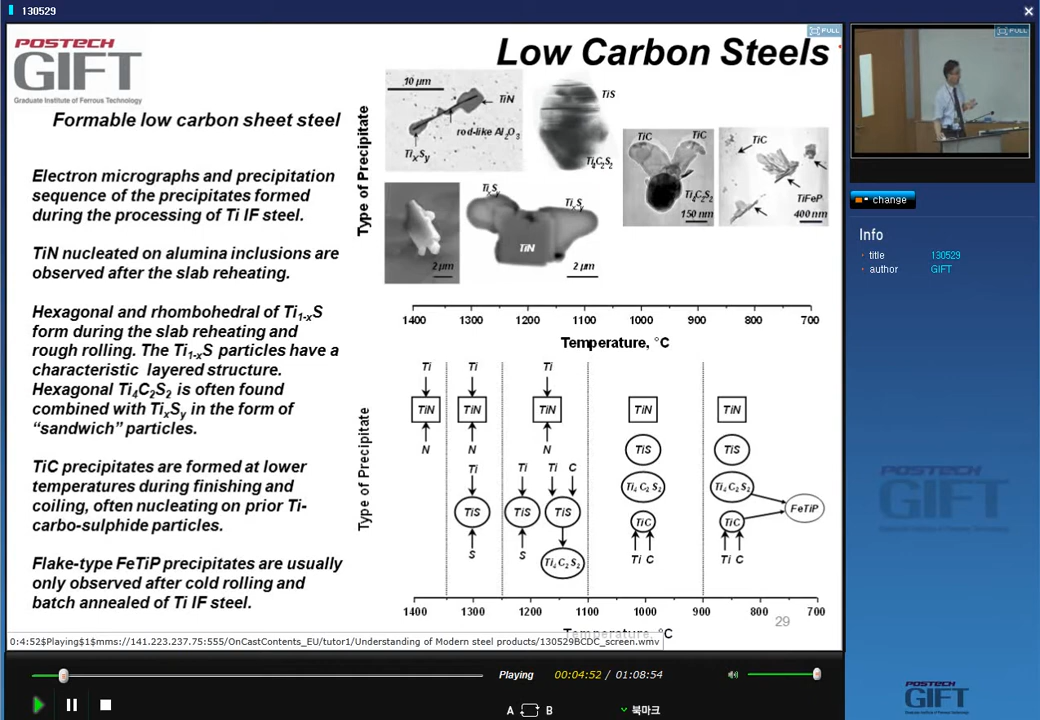 130529
POSTECH
GIFT
Graduate Institute of Ferrous Technology
FULL
Low Carbon Steels
Formable low carbon sheet steel
Electron micrographs and precipitation
sequence of the precipitates formed
during the processing of Ti IF steel.
TiN nucleated on alumina inclusions are
observed after the slab reheating.
Hexagonal and rhombohedral of Ti1-xS
form during the slab reheating and
rough rolling. The Ti1-xS particles have a
characteristic layered structure.
Hexagonal Ti4C2S2 is often found
combined with TixSy in the form of
“sandwich” particles.
TiC precipitates are formed at lower
temperatures during finishing and
coiling, often nucleating on prior Ti-
carbo-sulphide particles.
Flake-type FeTiP precipitates are usually
only observed after cold rolling and
batch annealed of Ti IF steel.
Type of Precipitate
10 µm
TiN
rod-like Al2O3
TixSy
TiS
Ti4C2S2
TiC TiC
Ti4C2S2
150 nm
TiC
TiFeP
400 nm
2 µm
TixSy
TixSy
TiN
2 µm
1400 1300 1200 1100 1000 900 800 700
Temperature, °C
Type of Precipitate
Ti Ti Ti
TiN TiN TiN TiN TiN
N N N
TiS TiS
Ti Ti Ti C
Ti4C2S2 Ti4C2S2
TiS TiS TiS
TiC TiC
FeTiP
S S
Ti C Ti C
Ti4C2S2
1400 1300 1200 1100 1000 900 800 700
29
Temperature, °C
0:4:52$Playing$1$mms://141.223.237.75:555/OnCastContents_EU/tutor1/Understanding of Modern steel products/130529BCDC_screen.wmv
Playing
00:04:52 / 01:08:54
A B
북마크
FULL
change
Info
title 130529
author GIFT
POSTECH
GIFT
POSTECH
GIFT